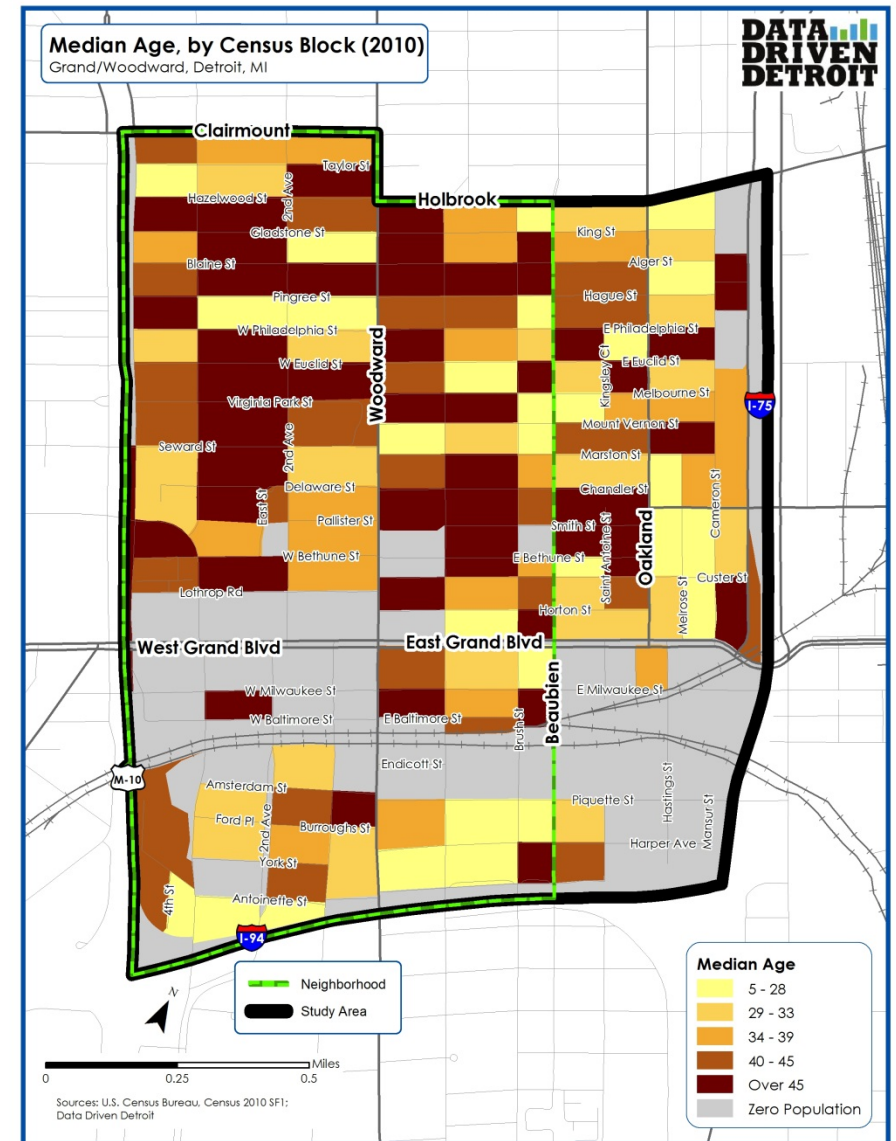 Median Age, by Census Block (2010)
Grand/Woodward, Detroit, MI
DATA
DRIVEN
DETROIT
Clairmount
Taylor St
Hazelwood St
2nd Ave
Holbrook
Gladstone St
King St
Blaine St
Alger St
Pingree St
Hague St
W Philadelphia St
E Philadelphia St
Woodward
W Euclid St
Kingsley Ct
E Euclid St
Melbourne St
I-75
Virginia Park St
Mount Vernon St
Seward St
2nd Ave
Marston St
Delaware St
Chandler St
Cameron St
East St
Pallister St
Smith St
Saint Antoine St
Oakland
W Bethune St
E Bethune St
Custer St
Lothrop Rd
Horton St
Melrose St
West Grand Blvd
East Grand Blvd
W Milwaukee St
E Milwaukee St
W Baltimore St
E Baltimore St
Brush St
Beaubien
Endicott St
M-10
Amsterdam St
Piquette St
Hastings St
Mansur St
Ford Pl
2nd Ave
Burroughs St
Harper Ave
York St
4th St
Antoinette St
I-94
Neighborhood
Study Area
N
Miles
0 0.25 0.5
Sources: U.S. Census Bureau, Census 2010 SF1;
Data Driven Detroit
Median Age
5 - 28
29 - 33
34 - 39
40 - 45
Over 45
Zero Population